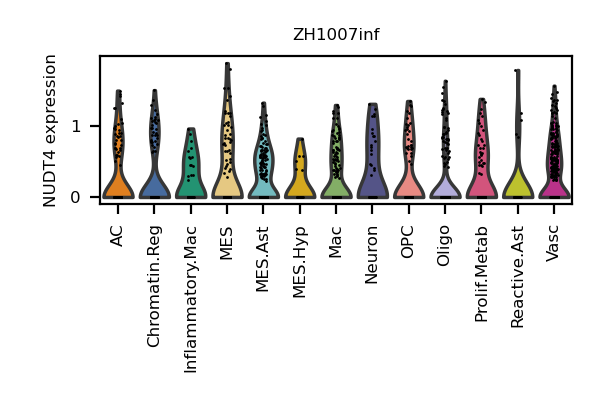 ZH1007inf
NUDT4 expression
1
0
AC
Chromatin.Reg
Inflammatory.Mac
MES
MES.Ast
MES.Hyp
Mac
Neuron
OPC
Oligo
Prolif.Metab
Reactive.Ast
Vasc